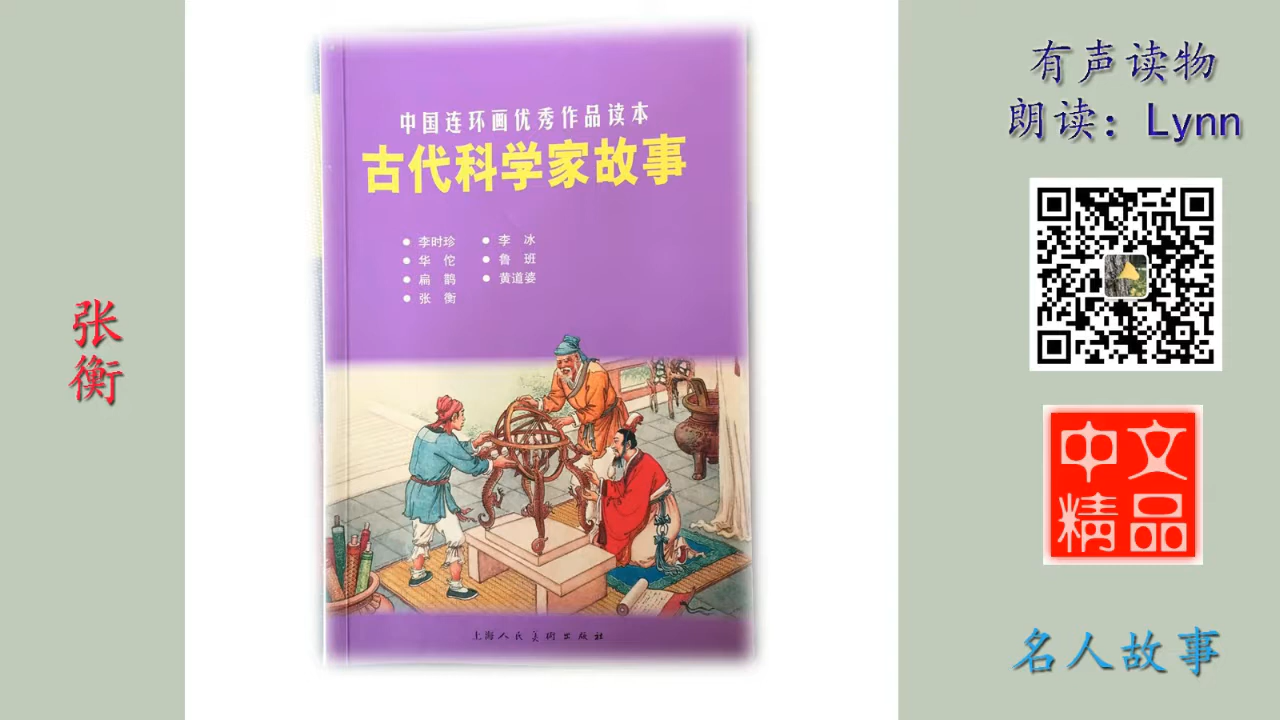 张衡
中国连环画优秀作品读本
古代科学家故事
李时珍
华佗
扁鹊
张衡
李冰
鲁班
黄道婆
上海人民美术出版社
有声读物
朗读：Lynn
中文
精品
名人故事